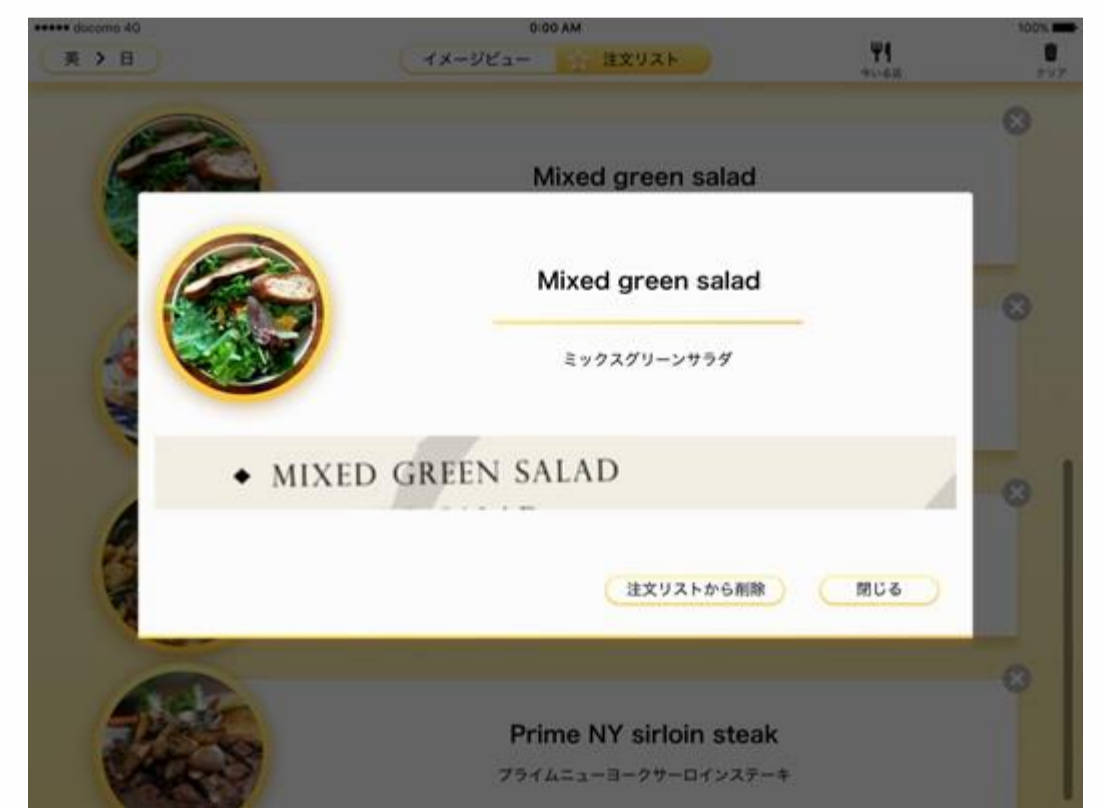 docomo 4G
0:00 AM
100%
英 > 日
イメージビュー
注文リスト
今いる店
クリア
Mixed green salad
Mixed green salad
ミックスグリーンサラダ
MIXED GREEN SALAD
注文リストから削除
閉じる
Prime NY sirloin steak
プライムニューヨークサーロインステーキ